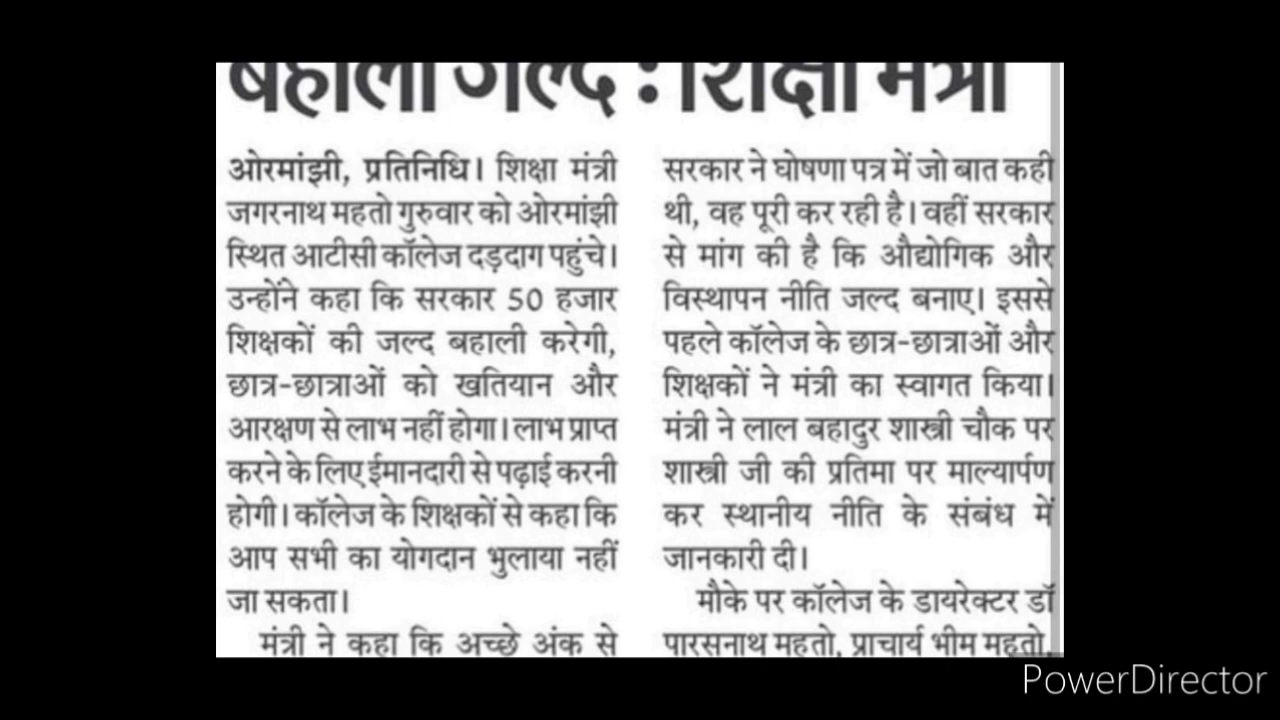 बहाली जल्द : शिक्षा मंत्री
ओरमांझी, प्रतिनिधि। शिक्षा मंत्री
जगरनाथ महतो गुरुवार को ओरमांझी
स्थित आटीसी कॉलेज दड़दाग पहुंचे।
उन्होंने कहा कि सरकार 50 हजार
शिक्षकों की जल्द बहाली करेगी,
छात्र-छात्राओं को खतियान और
आरक्षण से लाभ नहीं होगा। लाभ प्राप्त
करने के लिए ईमानदारी से पढ़ाई करनी
होगी। कॉलेज के शिक्षकों से कहा कि
आप सभी का योगदान भुलाया नहीं
जा सकता।
मंत्री ने कहा कि अच्छे अंक से
सरकार ने घोषणा पत्र में जो बात कही
थी, वह पूरी कर रही है। वहीं सरकार
से मांग की है कि औद्योगिक और
विस्थापन नीति जल्द बनाए। इससे
पहले कॉलेज के छात्र-छात्राओं और
शिक्षकों ने मंत्री का स्वागत किया।
मंत्री ने लाल बहादुर शास्त्री चौक पर
शास्त्री जी की प्रतिमा पर माल्यार्पण
कर स्थानीय नीति के संबंध में
जानकारी दी।
मौके पर कॉलेज के डायरेक्टर डॉ
पारसनाथ महतो, प्राचार्य भीम महतो,
PowerDirector